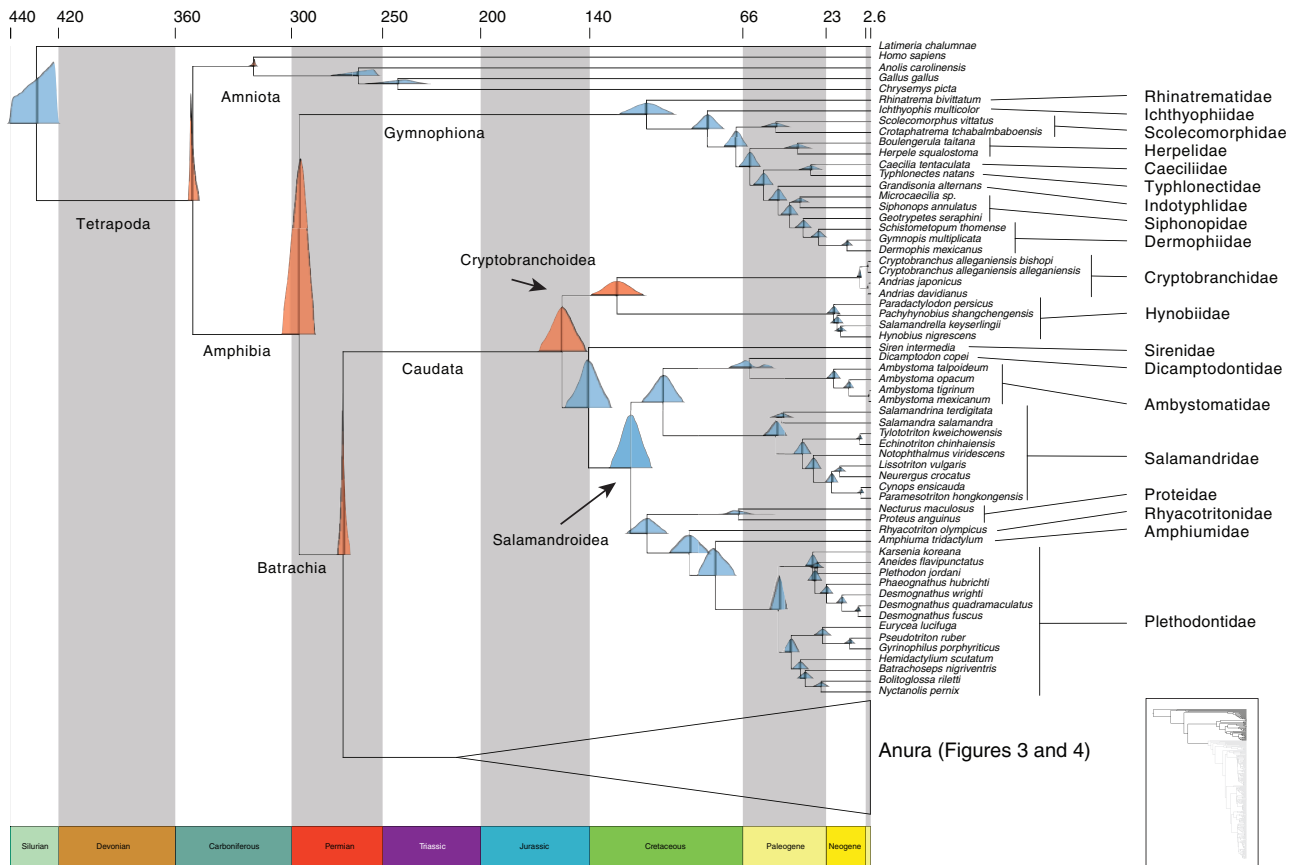 440 420 360 300 250 200 140 66 23 2.6
Latimeria chalumnae
Homo sapiens
Anolis carolinensis
Gallus gallus
Chrysemys picta
Rhinatrema bivittatum
Ichthyophis multicolor
Scolecomorphus vittatus
Crotaphatrema tchabalmbaboensis
Boulengerula taitana
Herpele squalostoma
Caecilia tentaculata
Typhlonectes natans
Grandisonia alternans
Microcaecilia sp.
Siphonops annulatus
Geotrypetes seraphini
Schistometopum thomense
Gymnopis multiplicata
Dermophis mexicanus
Cryptobranchus alleganiensis bishopi
Cryptobranchus alleganiensis alleganiensis
Andrias japonicus
Andrias davidianus
Paradactylodon persicus
Pachyhynobius shangchengensis
Salamandrella keyserlingii
Hynobius nigrescens
Siren intermedia
Dicamptodon copei
Ambystoma talpoideum
Ambystoma opacum
Ambystoma tigrinum
Ambystoma mexicanum
Salamandrina terdigitata
Salamandra salamandra
Tylototriton kweichowensis
Echinotriton chinhaiensis
Notophthalmus viridescens
Lissotriton vulgaris
Neurergus crocatus
Cynops ensicauda
Paramesotriton hongkongensis
Necturus maculosus
Proteus anguinus
Rhyacotriton olympicus
Amphiuma tridactylum
Karsenia koreana
Aneides flavipunctatus
Plethodon jordani
Phaeognathus hubrichti
Desmognathus wrighti
Desmognathus quadramaculatus
Desmognathus fuscus
Eurycea lucifuga
Pseudotriton ruber
Gyrinophilus porphyriticus
Hemidactylium scutatum
Batrachoseps nigriventris
Bolitoglossa riletti
Nyctanolis pernix
Rhinatrematidae
Ichthyophiidae
Scolecomorphidae
Herpelidae
Caeciliidae
Typhlonectidae
Indotyphlidae
Siphonopidae
Dermophiidae
Cryptobranchidae
Hynobiidae
Sirenidae
Dicamptodontidae
Ambystomatidae
Salamandridae
Proteidae
Rhyacotritonidae
Amphiumidae
Plethodontidae
Amniota
Gymnophiona
Tetrapoda
Cryptobranchoidea
Amphibia
Caudata
Salamandroidea
Batrachia
Anura (Figures 3 and 4)
Silurian Devonian Carboniferous Permian Triassic Jurassic Cretaceous Paleogene Neogene